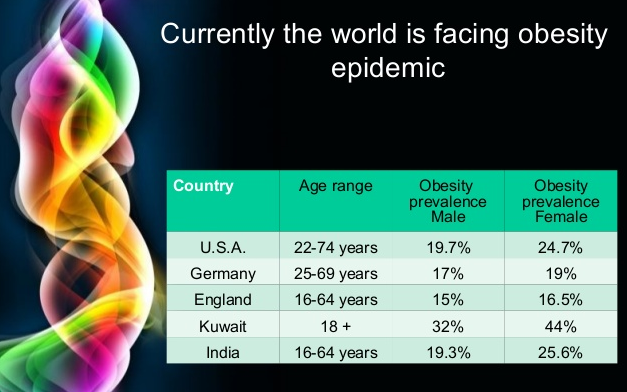 Currently the world is facing obesity
epidemic
Country Age range Obesity prevalence Male Obesity prevalence Female
U.S.A. 22-74 years 19.7% 24.7%
Germany 25-69 years 17% 19%
England 16-64 years 15% 16.5%
Kuwait 18 + 32% 44%
India 16-64 years 19.3% 25.6%